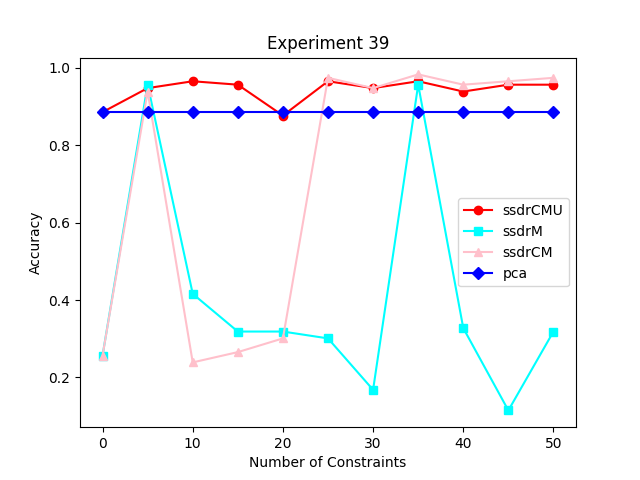 Experiment 39
1.0
0.8
0.6
0.4
0.2
Accuracy
ssdrCMU
ssdrM
ssdrCM
pca
0 10 20 30 40 50
Number of Constraints